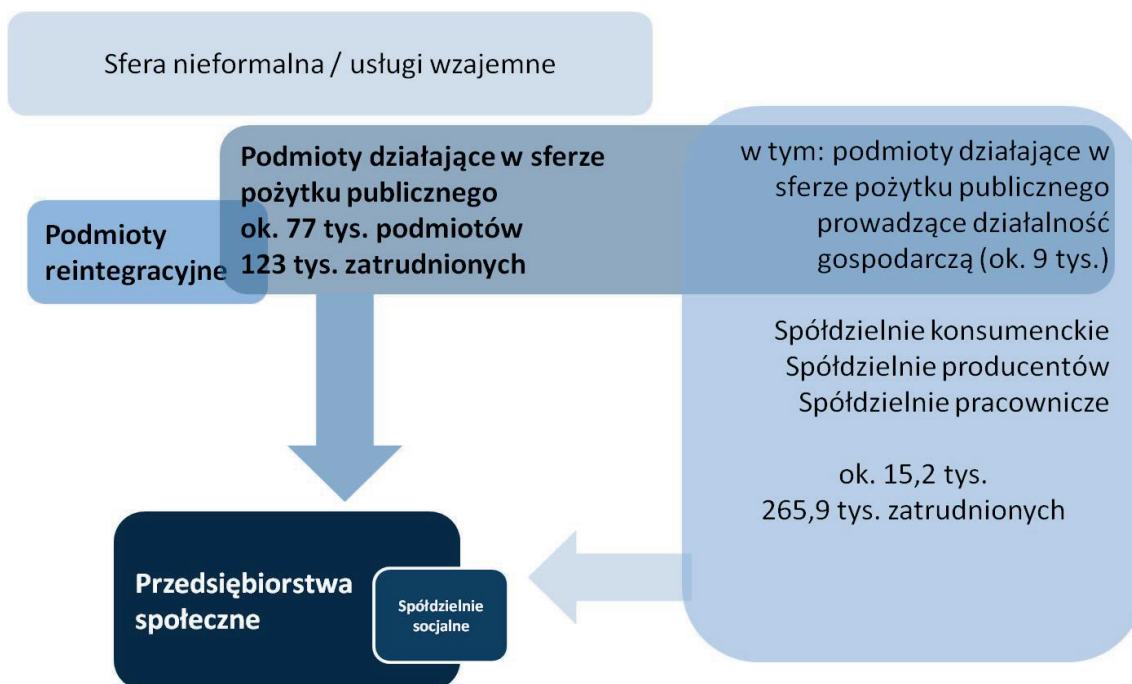 Sfera nieformalna / usługi wzajemne
Podmioty działające w sferze
pożytku publicznego
ok. 77 tys. podmiotów
123 tys. zatrudnionych
w tym: podmioty działające w
sferze pożytku publicznego
prowadzące działalność
gospodarczą (ok. 9 tys.)
Podmioty
reintegracyjne
Spółdzielnie konsumenckie
Spółdzielnie producentów
Spółdzielnie pracownicze
ok. 15,2 tys.
265,9 tys. zatrudnionych
Przedsiębiorstwa
społeczne
Spółdzielnie
socjalne